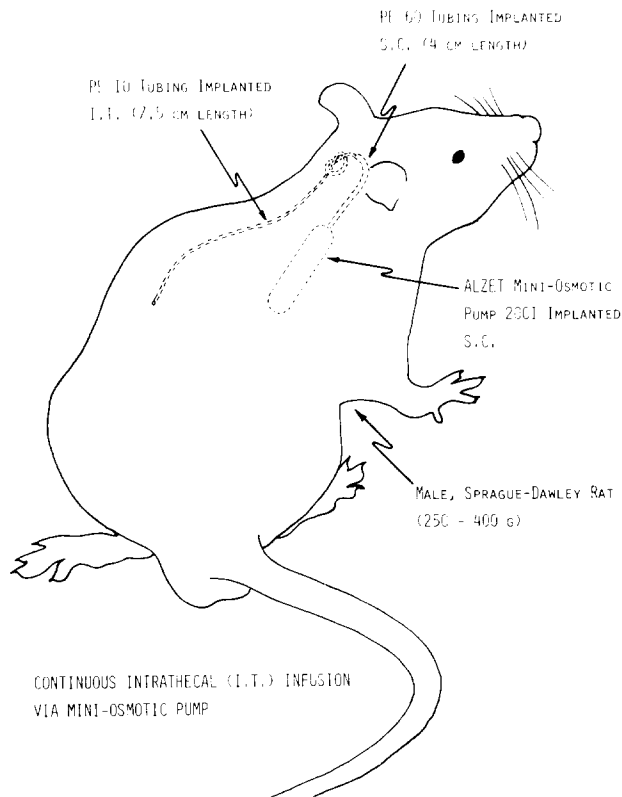 PE 60 TUBING IMPLANTED
S.C. (4 CM LENGTH)
PE 10 TUBING IMPLANTED
I.T. (7.5 CM LENGTH)
ALZET MINI-OSMOTIC
PUMP 2001 IMPLANTED
S.C.
MALE, SPRAGUE-DAWLEY RAT
(250 - 400 G)
CONTINUOUS INTRATHECAL (I.T.) INFUSION
VIA MINI-OSMOTIC PUMP